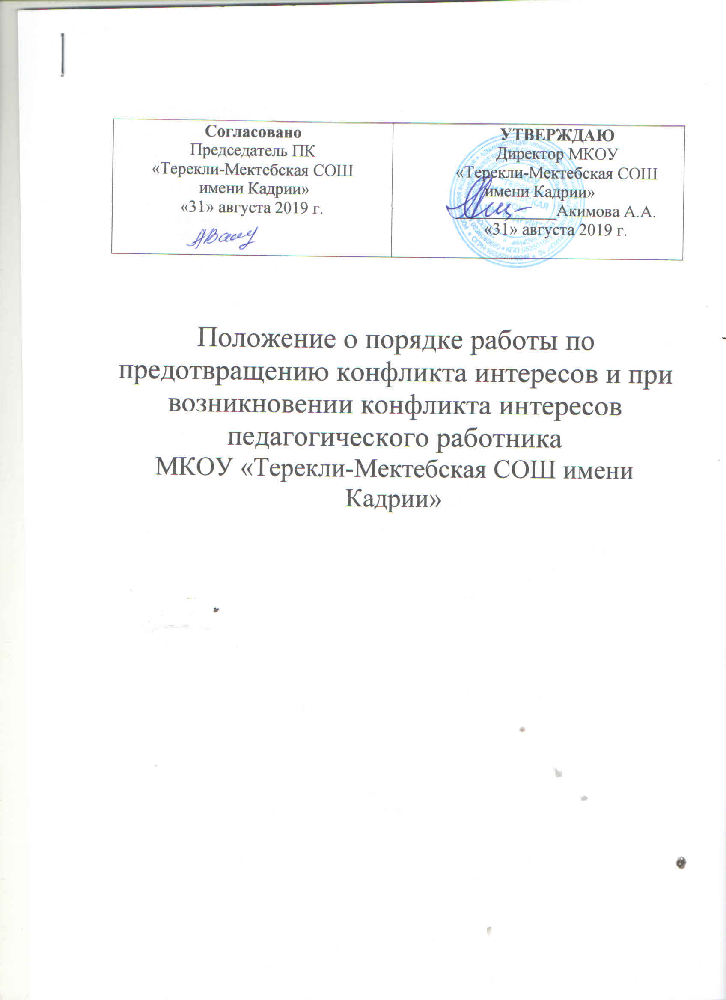 Согласовано
Председатель ПК
«Терекли-Мектебская СОШ
имени Кадрии»
«31» августа 2019 г.
УТВЕРЖДАЮ
Директор МКОУ
«Терекли-Мектебская СОШ
имени Кадрии»
____________Акимова А.А.
«31» августа 2019 г.
Положение о порядке работы по
предотвращению конфликта интересов и при
возникновении конфликта интересов
педагогического работника
МКОУ «Терекли-Мектебская СОШ имени
Кадрии»